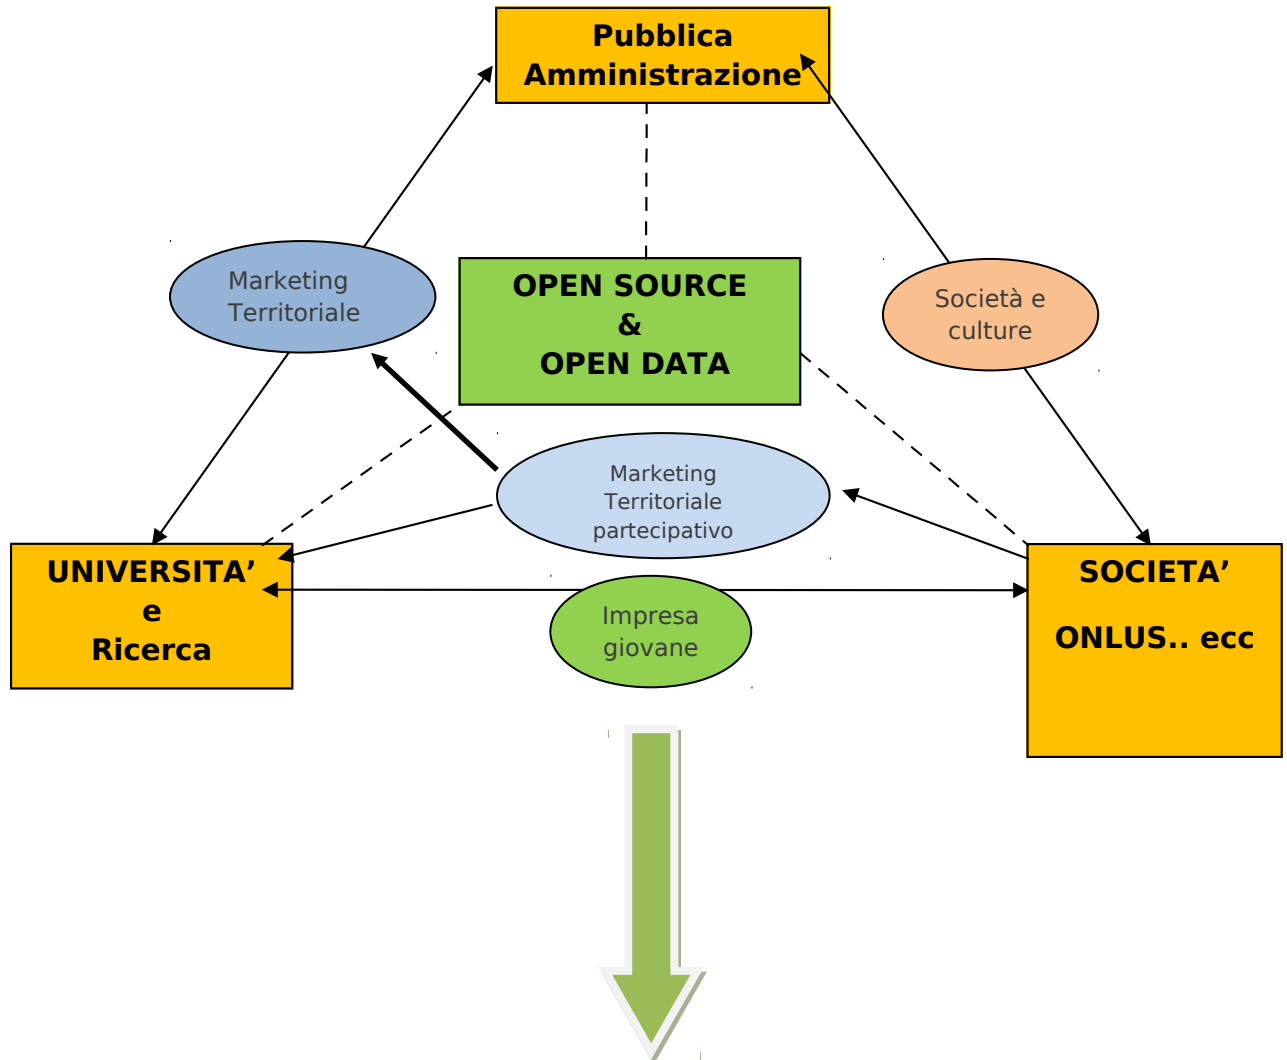 Pubblica
Amministrazione
Marketing
Territoriale
OPEN SOURCE
&
OPEN DATA
Società e
culture
Marketing
Territoriale
partecipativo
UNIVERSITA’
e
Ricerca
Impresa
giovane
SOCIETA’
ONLUS.. ecc